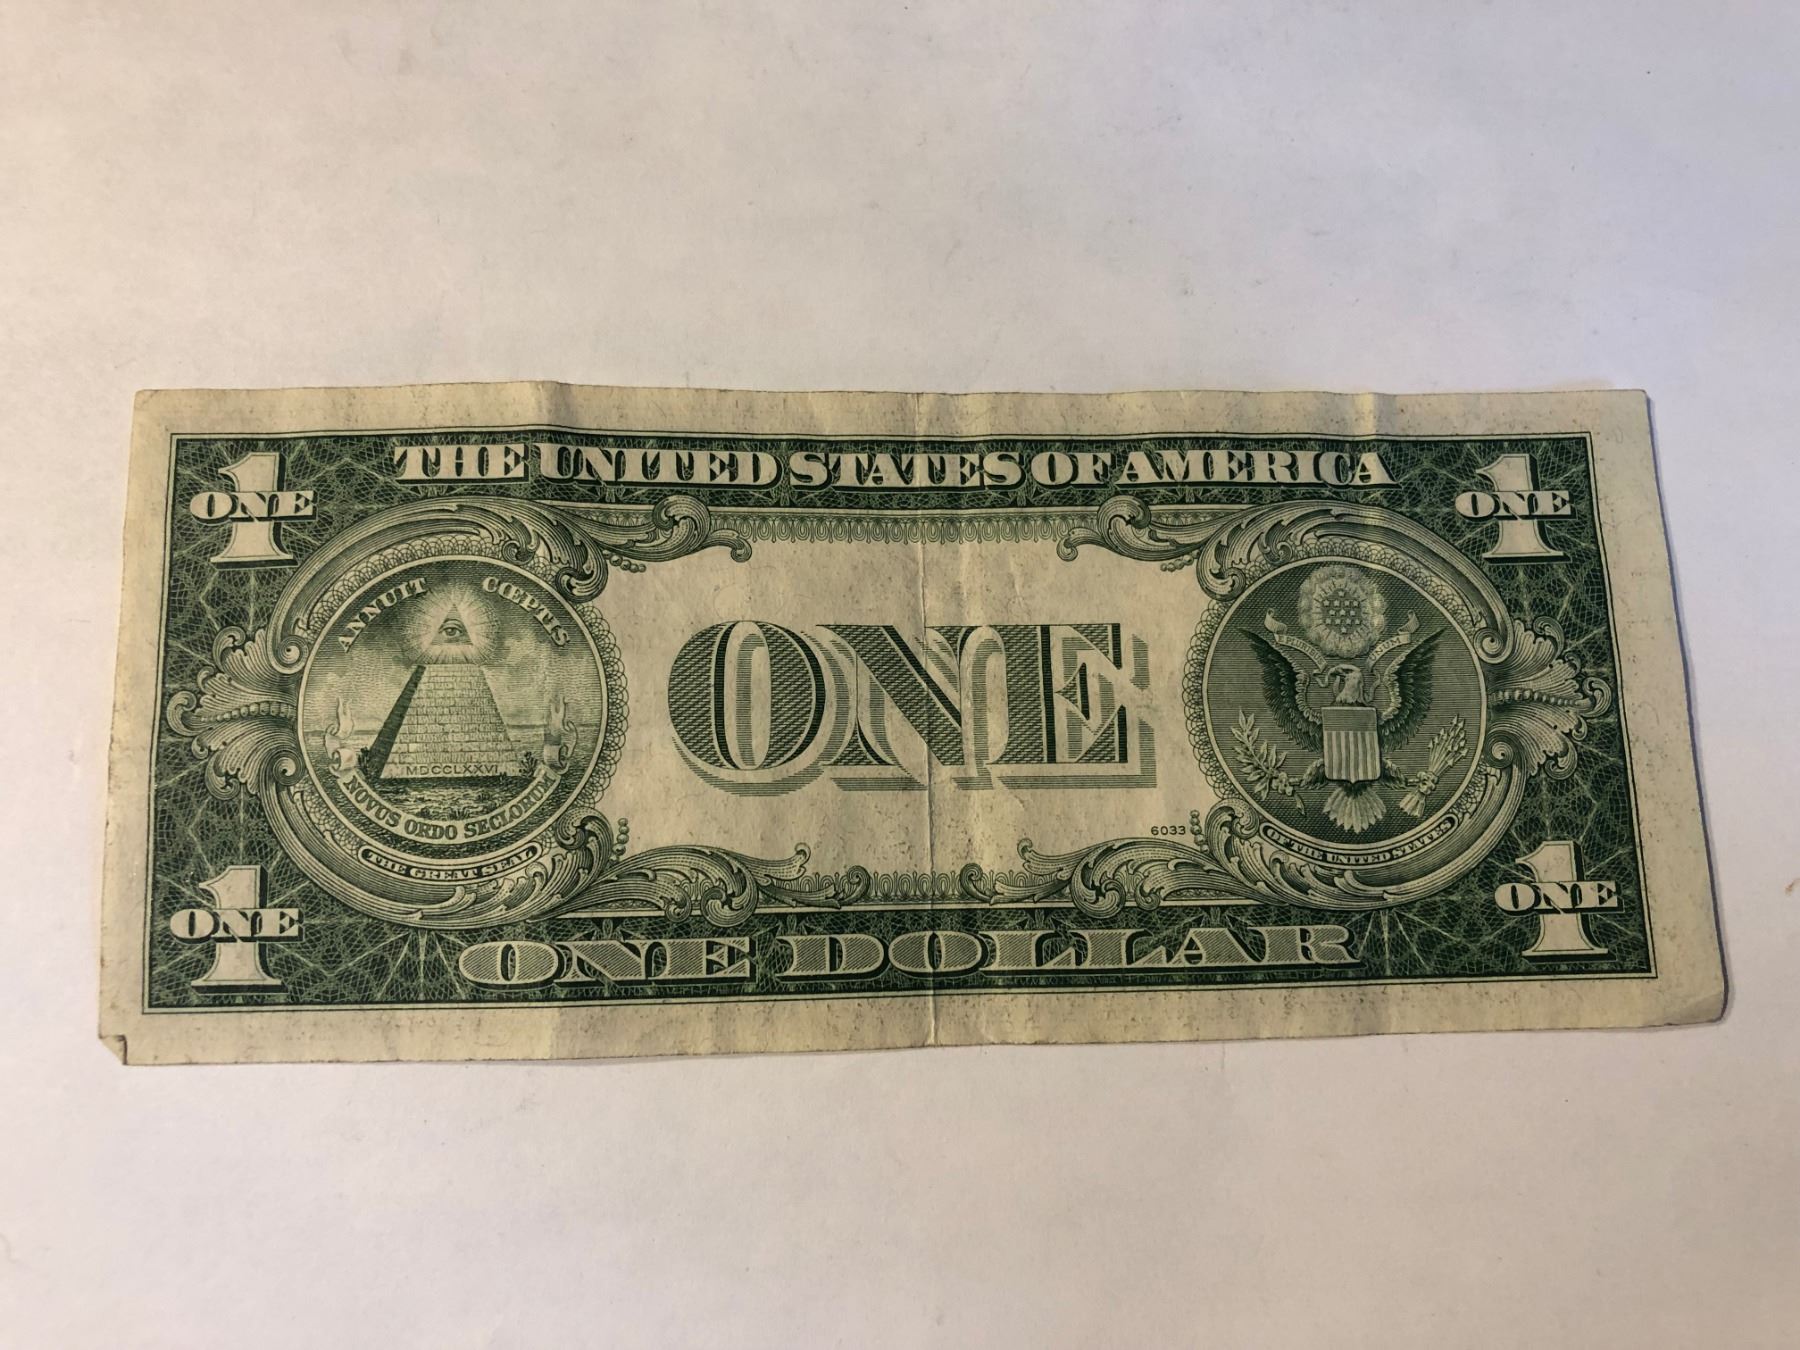 THE UNITED STATES OF AMERICA
1 ONE
1 ONE
ANNUIT CŒPTIS
MDCCLXXVI
NOVUS ORDO SECLORUM
THE GREAT SEAL
ONE
6033
OF THE UNITED STATES
1 ONE
1 ONE
ONE DOLLAR